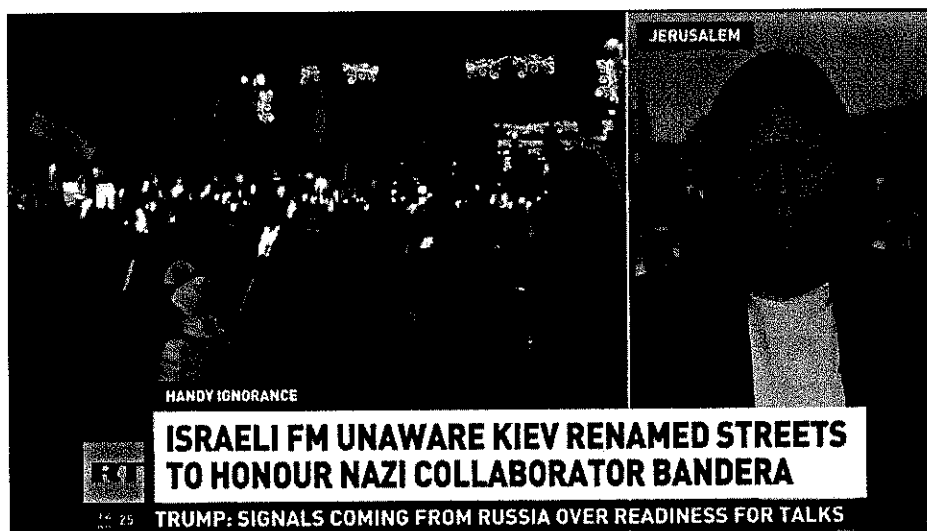 JERUSALEM
HANDY IGNORANCE
ISRAELI FM UNAWARE KIEV RENAMED STREETS
TO HONOUR NAZI COLLABORATOR BANDERA
RT
25 TRUMP: SIGNALS COMING FROM RUSSIA OVER READINESS FOR TALKS